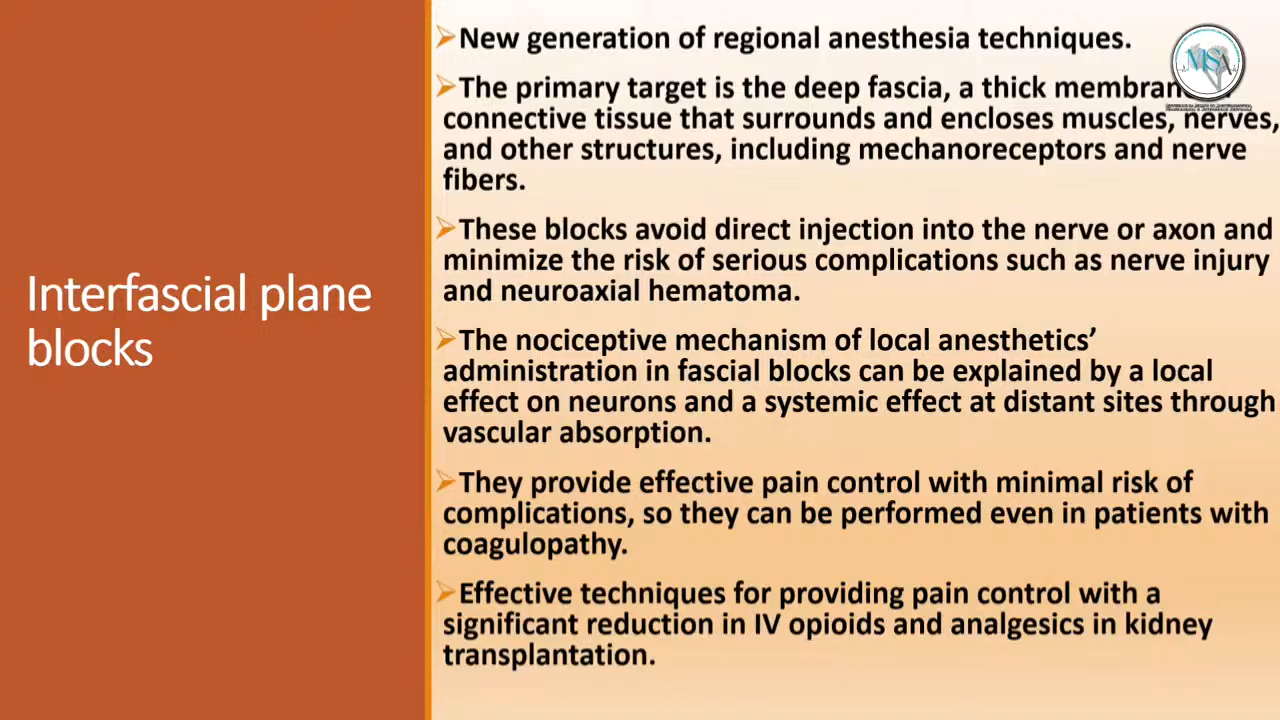 Interfascial plane
blocks
New generation of regional anesthesia techniques.
The primary target is the deep fascia, a thick
connective tissue that surrounds and encloses muscles, nerves,
and other structures, including mechanoreceptors and nerve
fibers.
These blocks avoid direct injection into the nerve or axon and
minimize the risk of serious complications such as nerve injury
and neuroaxial hematoma.
The nociceptive mechanism of local anesthetics’
administration in fascial blocks can be explained by a local
effect on neurons and a systemic effect at distant sites through
vascular absorption.
They provide effective pain control with minimal risk of
complications, so they can be performed even in patients with
coagulopathy.
Effective techniques for providing pain control with a
significant reduction in IV opioids and analgesics in kidney
transplantation.
MSA